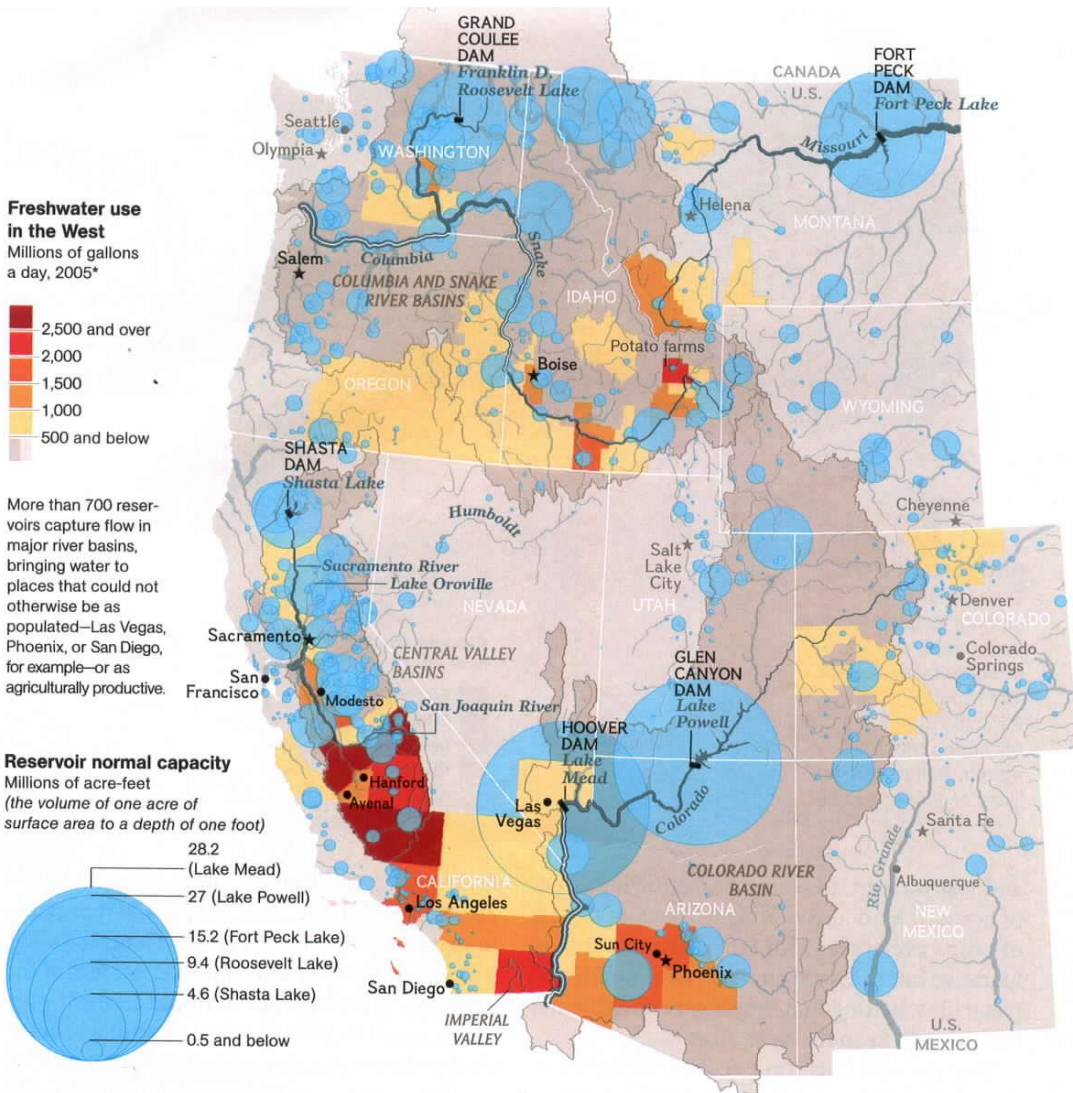 GRAND
COULEE
DAM
Franklin D.
Roosevelt Lake
CANADA
U.S.
FORT
PECK
DAM
Fort Peck Lake
Seattle
Olympia
WASHINGTON
Missouri
Helena
MONTANA
Freshwater use
in the West
Millions of gallons
a day, 2005*
2,500 and over
2,000
1,500
1,000
500 and below
Salem
Columbia
Snake
COLUMBIA AND SNAKE
RIVER BASINS
IDAHO
Potato farms
Boise
OREGON
WYOMING
SHASTA
DAM
Shasta Lake
Humboldt
Cheyenne
More than 700 reser-
voirs capture flow in
major river basins,
bringing water to
places that could not
otherwise be as
populated—Las Vegas,
Phoenix, or San Diego,
for example—or as
agriculturally productive.
Sacramento River
Lake Oroville
Salt
Lake
City
NEVADA
UTAH
Denver
COLORADO
Colorado
Springs
Sacramento
CENTRAL VALLEY
BASINS
San
Francisco
Modesto
San Joaquin River
GLEN
CANYON
DAM
Lake
Powell
HOOVER
DAM
Lake
Mead
Hanford
Avenal
Las
Vegas
Colorado
Santa Fe
Rio Grande
Albuquerque
NEW
MEXICO
COLORADO RIVER
BASIN
CALIFORNIA
Los Angeles
ARIZONA
Sun City
Phoenix
San Diego
IMPERIAL
VALLEY
U.S.
MEXICO
Reservoir normal capacity
Millions of acre-feet
(the volume of one acre of
surface area to a depth of one foot)
28.2
(Lake Mead)
27 (Lake Powell)
15.2 (Fort Peck Lake)
9.4 (Roosevelt Lake)
4.6 (Shasta Lake)
0.5 and below